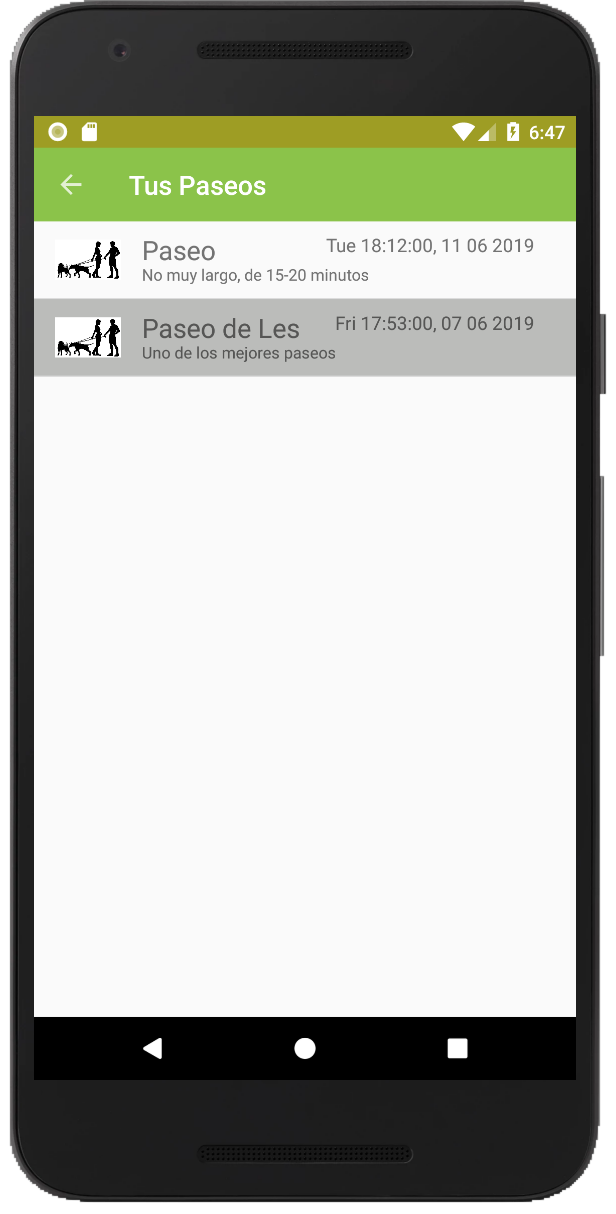 6:47
Tus Paseos
Paseo
Tue 18:12:00, 11 06 2019
No muy largo, de 15-20 minutos
Paseo de Les
Fri 17:53:00, 07 06 2019
Uno de los mejores paseos